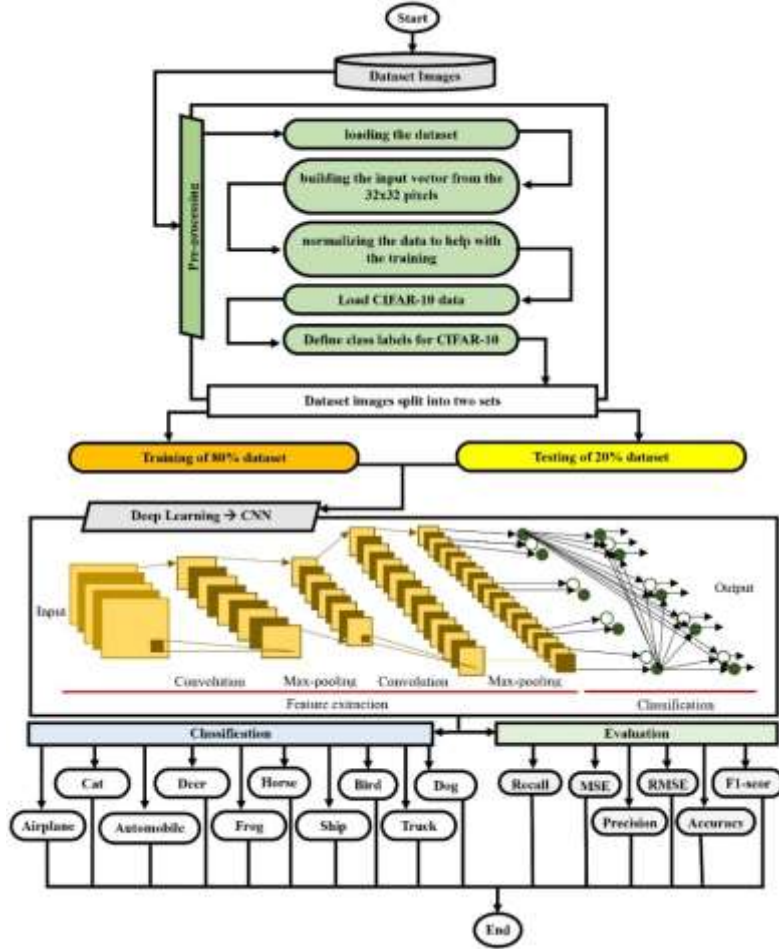 Start
Dataset Images
Pre-processing
loading the dataset
building the input vector from the
32x32 pixels
normalizing the data to help with
the training
Load CIFAR-10 data
Define class labels for CIFAR-10
Dataset images split into two sets
Training of 80% dataset
Testing of 20% dataset
Deep Learning → CNN
Input
Output
Convolution
Max-pooling
Convolution
Max-pooling
Feature extraction
Classification
Classification
Evaluation
Cat
Deer
Horse
Bird
Dog
Recall
MSE
RMSE
F1-scor
Airplane
Automobile
Frog
Ship
Truck
Precision
Accuracy
End